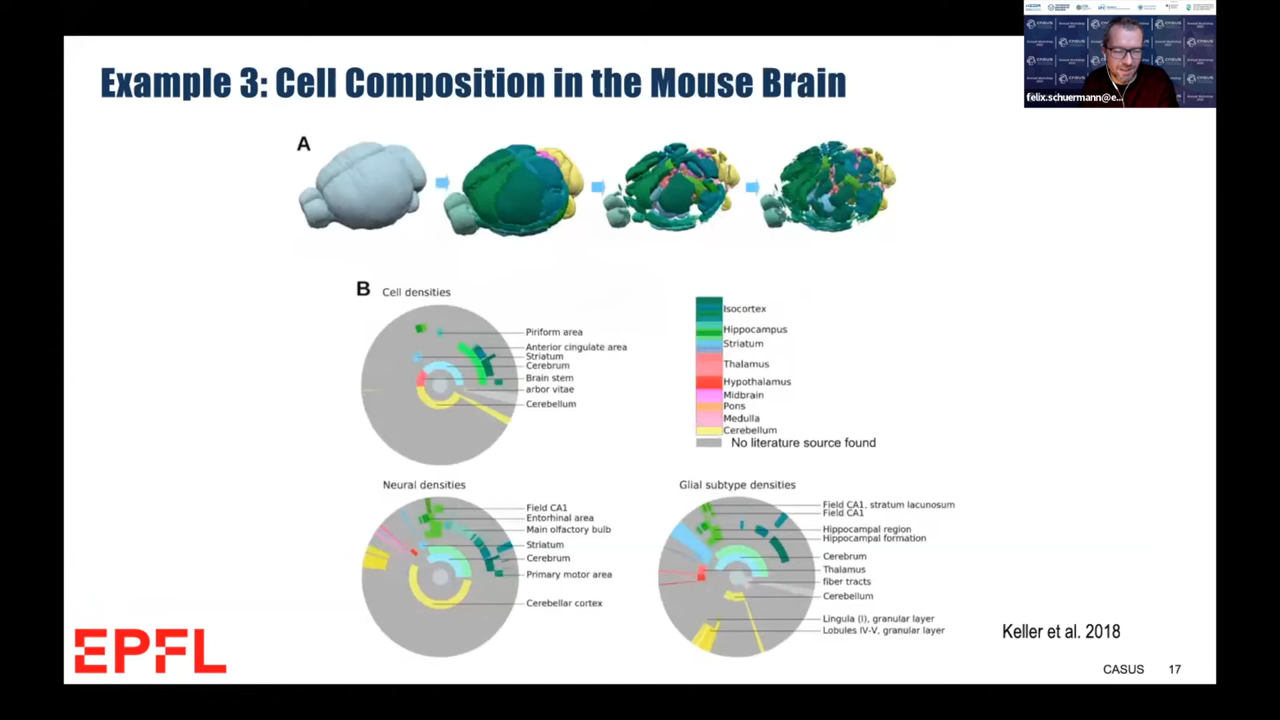 Example 3: Cell Composition in the Mouse Brain
felix.schuermann@e...
A
B
Cell densities
Piriform area
Anterior cingulate area
Striatum
Cerebrum
Brain stem
arbor vitae
Cerebellum
Isocortex
Hippocampus
Striatum
Thalamus
Hypothalamus
Midbrain
Pons
Medulla
Cerebellum
No literature source found
Neural densities
Field CA1
Entorhinal area
Main olfactory bulb
Striatum
Cerebrum
Primary motor area
Cerebellar cortex
Glial subtype densities
Field CA1, stratum lacunosum
Field CA1
Hippocampal region
Hippocampal formation
Cerebrum
Thalamus
fiber tracts
Cerebellum
Lingula (I), granular layer
Lobules IV-V, granular layer
Keller et al. 2018
EPFL
CASUS 17